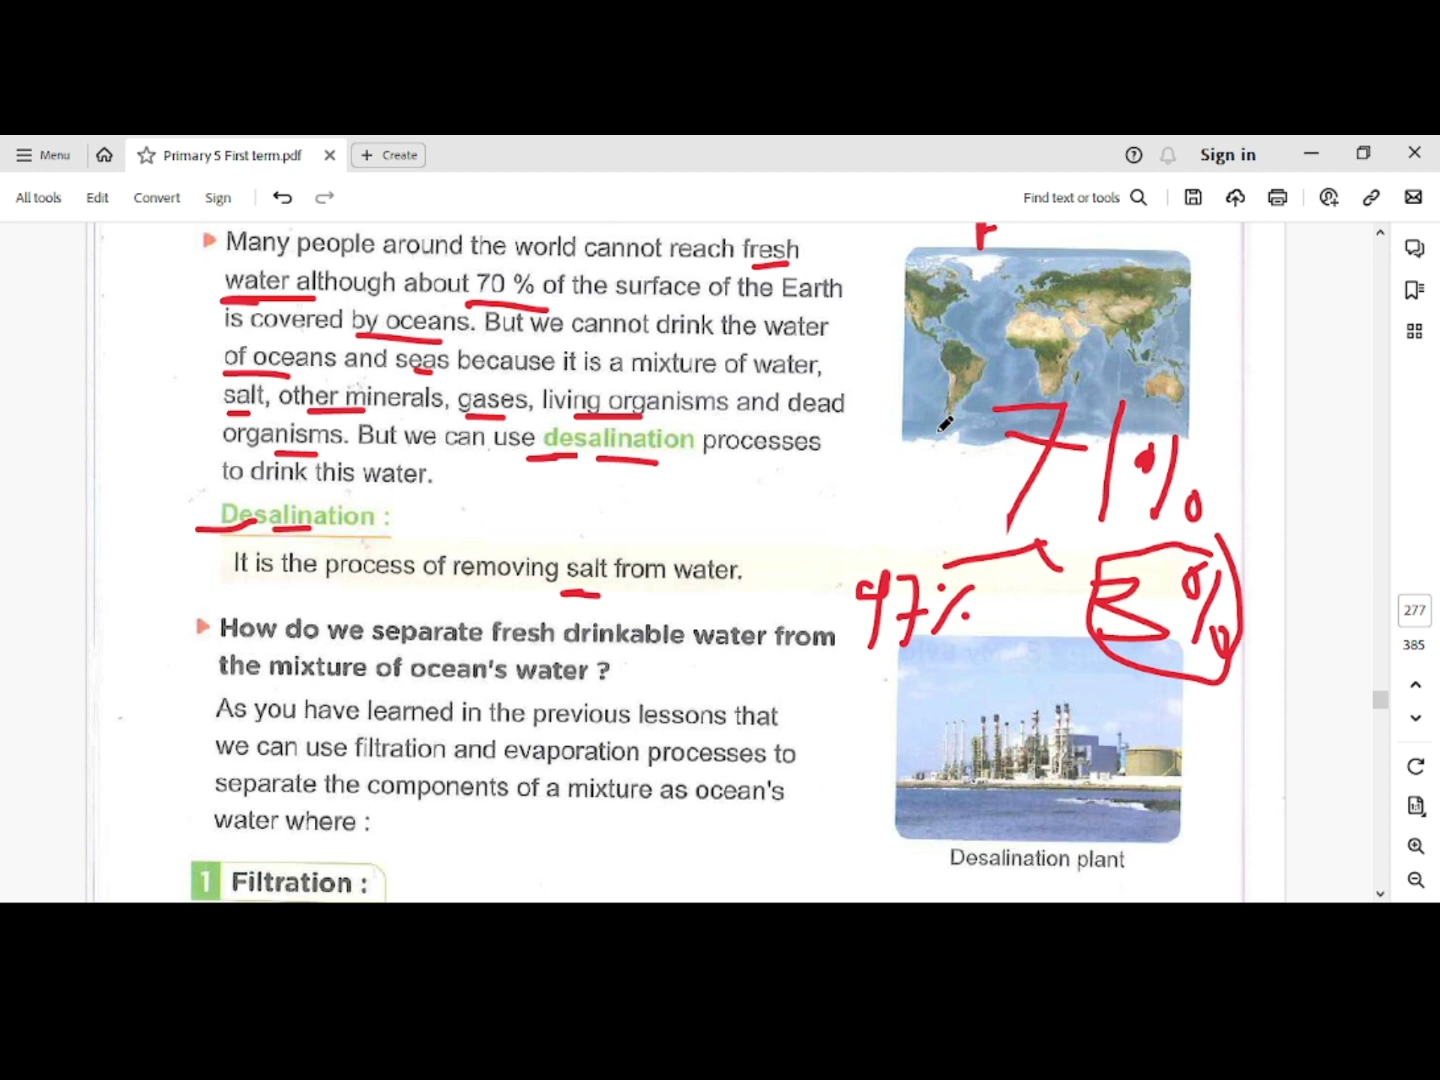 Menu
Primary 5 First term.pdf
Create
Sign in
All tools
Edit
Convert
Sign
Find text or tools
Many people around the world cannot reach fresh
water although about 70 % of the surface of the Earth
is covered by oceans. But we cannot drink the water
of oceans and seas because it is a mixture of water,
salt, other minerals, gases, living organisms and dead
organisms. But we can use desalination processes
to drink this water.
Desalination :
It is the process of removing salt from water.
How do we separate fresh drinkable water from
the mixture of ocean's water ?
As you have learned in the previous lessons that
we can use filtration and evaporation processes to
separate the components of a mixture as ocean's
water where :
1 Filtration :
71%
97%
3%
Desalination plant
277
385